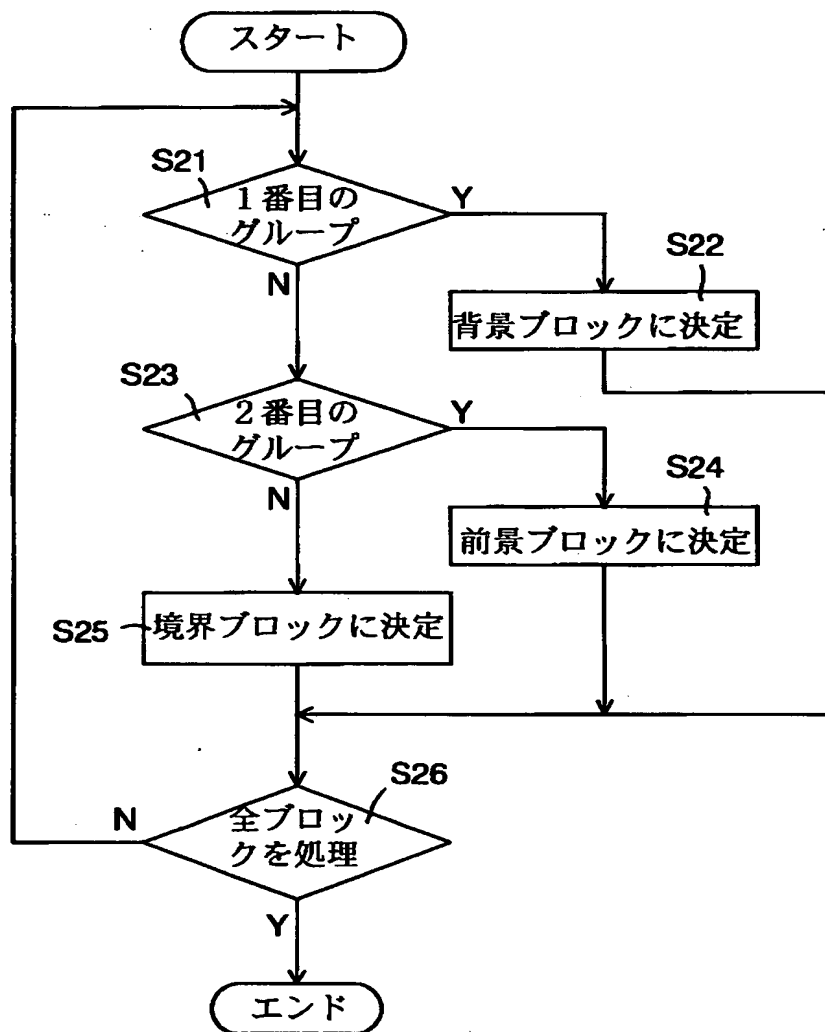 スタート
S21
1番目の
グループ
Y
N
S22
背景ブロックに決定
S23
2番目の
グループ
Y
N
S24
前景ブロックに決定
S25
境界ブロックに決定
S26
全ブロッ
クを処理
N
Y
エンド